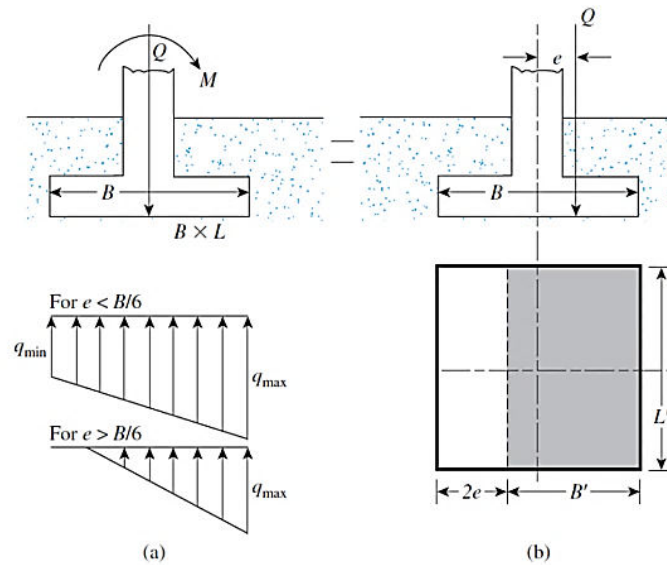 Q
M
B
B × L
For e < B/6
q_min
q_max
For e > B/6
q_max
(a)
=
Q
e
B
L'
2e
B'
(b)